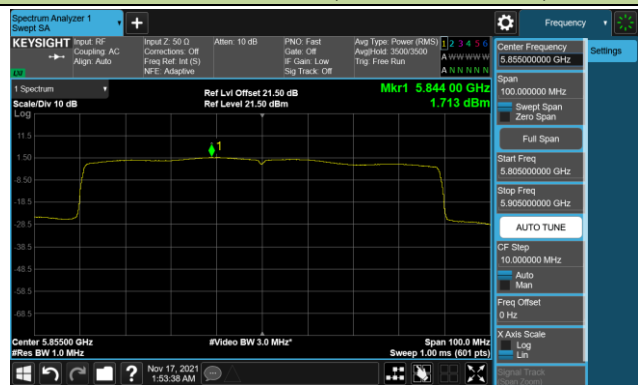 Spectrum Analyzer 1
Swept SA
Frequency
KEYSIGHT
Input: RF
Coupling: AC
Align: Auto
Input Z: 50 Ω
Corrections: Off
Freq Ref: Int (S)
NFE: Adaptive
Atten: 10 dB
PNO: Fast
Gate: Off
IF Gain: Low
Sig Track: Off
Avg Type: Power (RMS)
Avg|Hold: 3500/3500
Trig: Free Run
1 2 3 4 5 6
A W W W W W
A N N N N N
LXI
1 Spectrum
Scale/Div 10 dB
Log
Ref Lvl Offset 21.50 dB
Ref Level 21.50 dBm
Mkr1 5.844 00 GHz
1.713 dBm
1
11.5
1.50
-8.50
-18.5
-28.5
-38.5
-48.5
-58.5
-68.5
Center 5.85500 GHz
#Res BW 1.0 MHz
#Video BW 3.0 MHz*
Span 100.0 MHz
Sweep 1.00 ms (601 pts)
Center Frequency
5.855000000 GHz
Span
100.000000 MHz
Swept Span
Zero Span
Full Span
Start Freq
5.805000000 GHz
Stop Freq
5.905000000 GHz
AUTO TUNE
CF Step
10.000000 MHz
Auto
Man
Freq Offset
0 Hz
X Axis Scale
Log
Lin
Signal Track
(Span Zoom)
Settings
Nov 17, 2021
1:53:38 AM